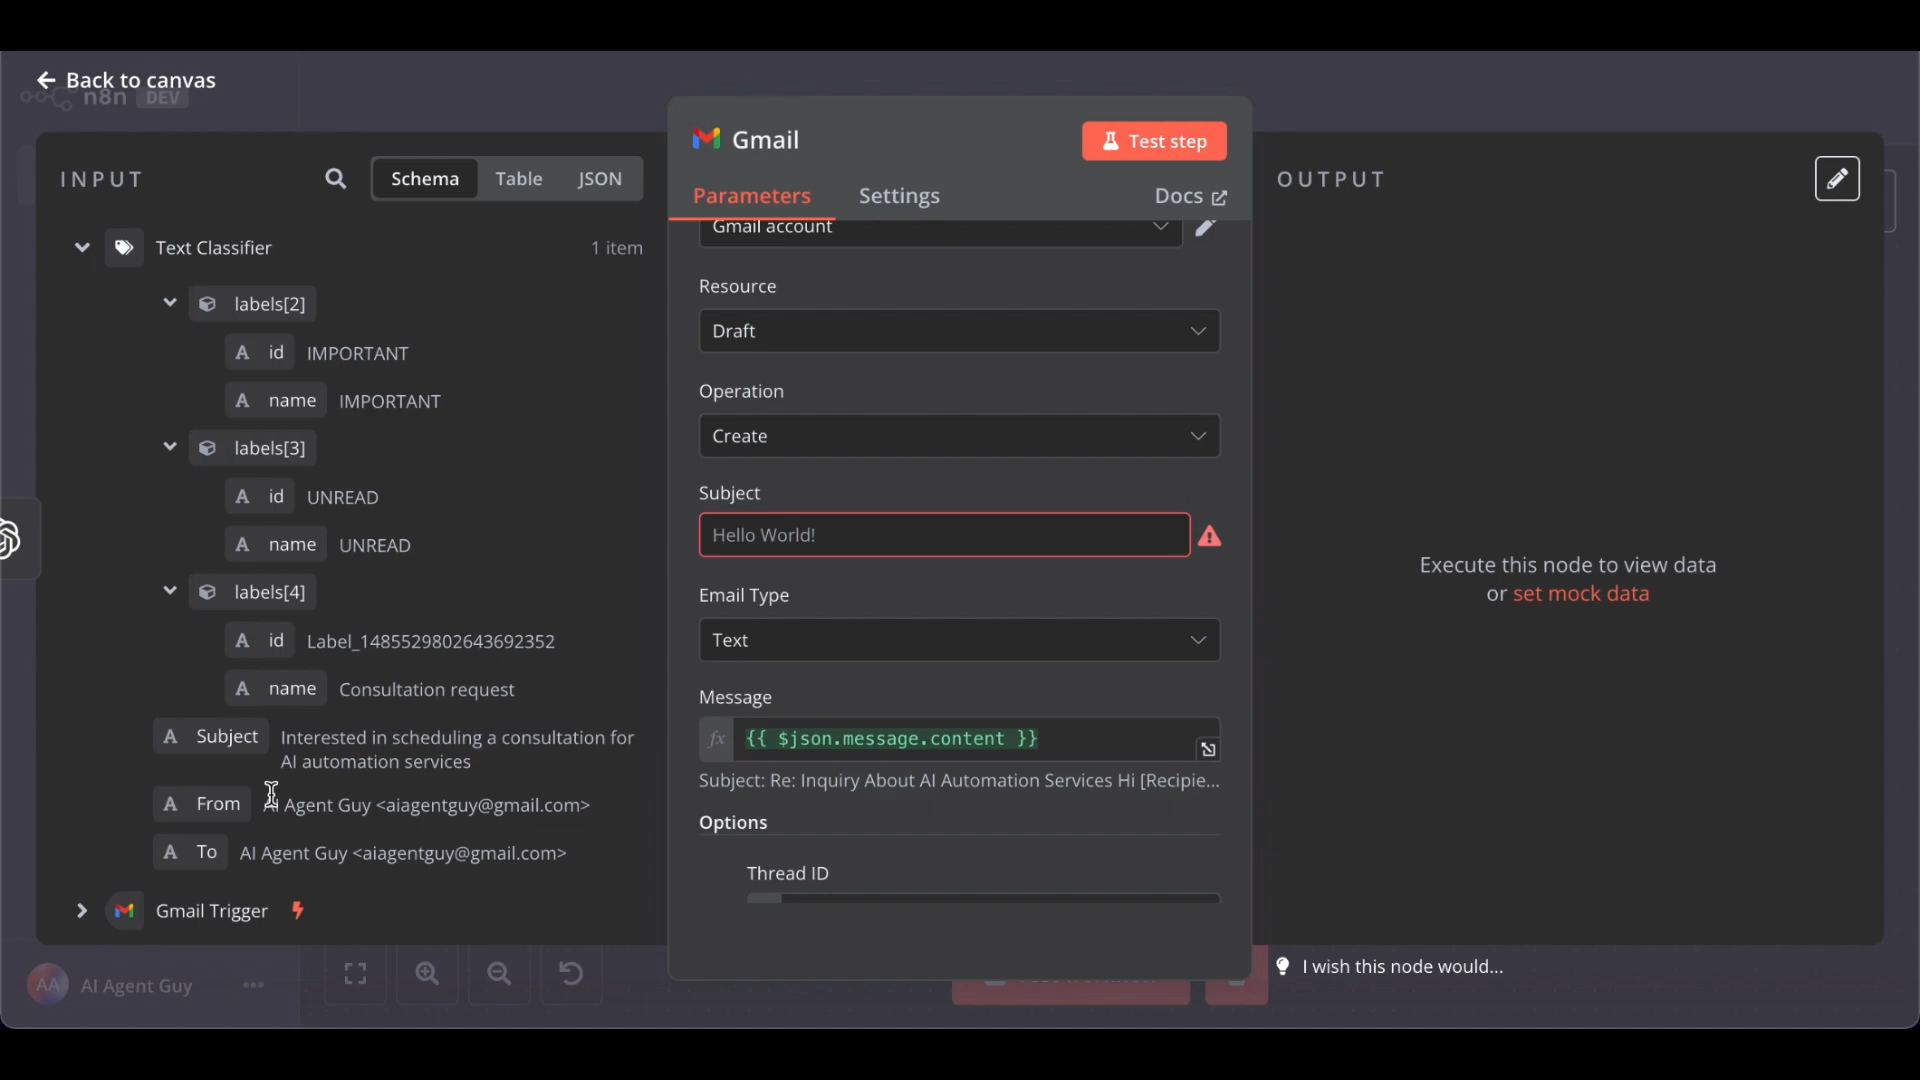 Back to canvas
n8n DEV
INPUT
Schema
Table
JSON
Text Classifier
1 item
labels[2]
A id IMPORTANT
A name IMPORTANT
labels[3]
A id UNREAD
A name UNREAD
labels[4]
A id Label_1485529802643692352
A name Consultation request
A Subject Interested in scheduling a consultation for
AI automation services
A From AI Agent Guy <aiagentguy@gmail.com>
A To AI Agent Guy <aiagentguy@gmail.com>
Gmail Trigger
AA AI Agent Guy
Gmail
Test step
Parameters
Settings
Docs
Gmail account
Resource
Draft
Operation
Create
Subject
Hello World!
Email Type
Text
Message
fx {{ $json.message.content }}
Subject: Re: Inquiry About AI Automation Services Hi [Recipie...
Options
Thread ID
OUTPUT
Execute this node to view data
or set mock data
I wish this node would...